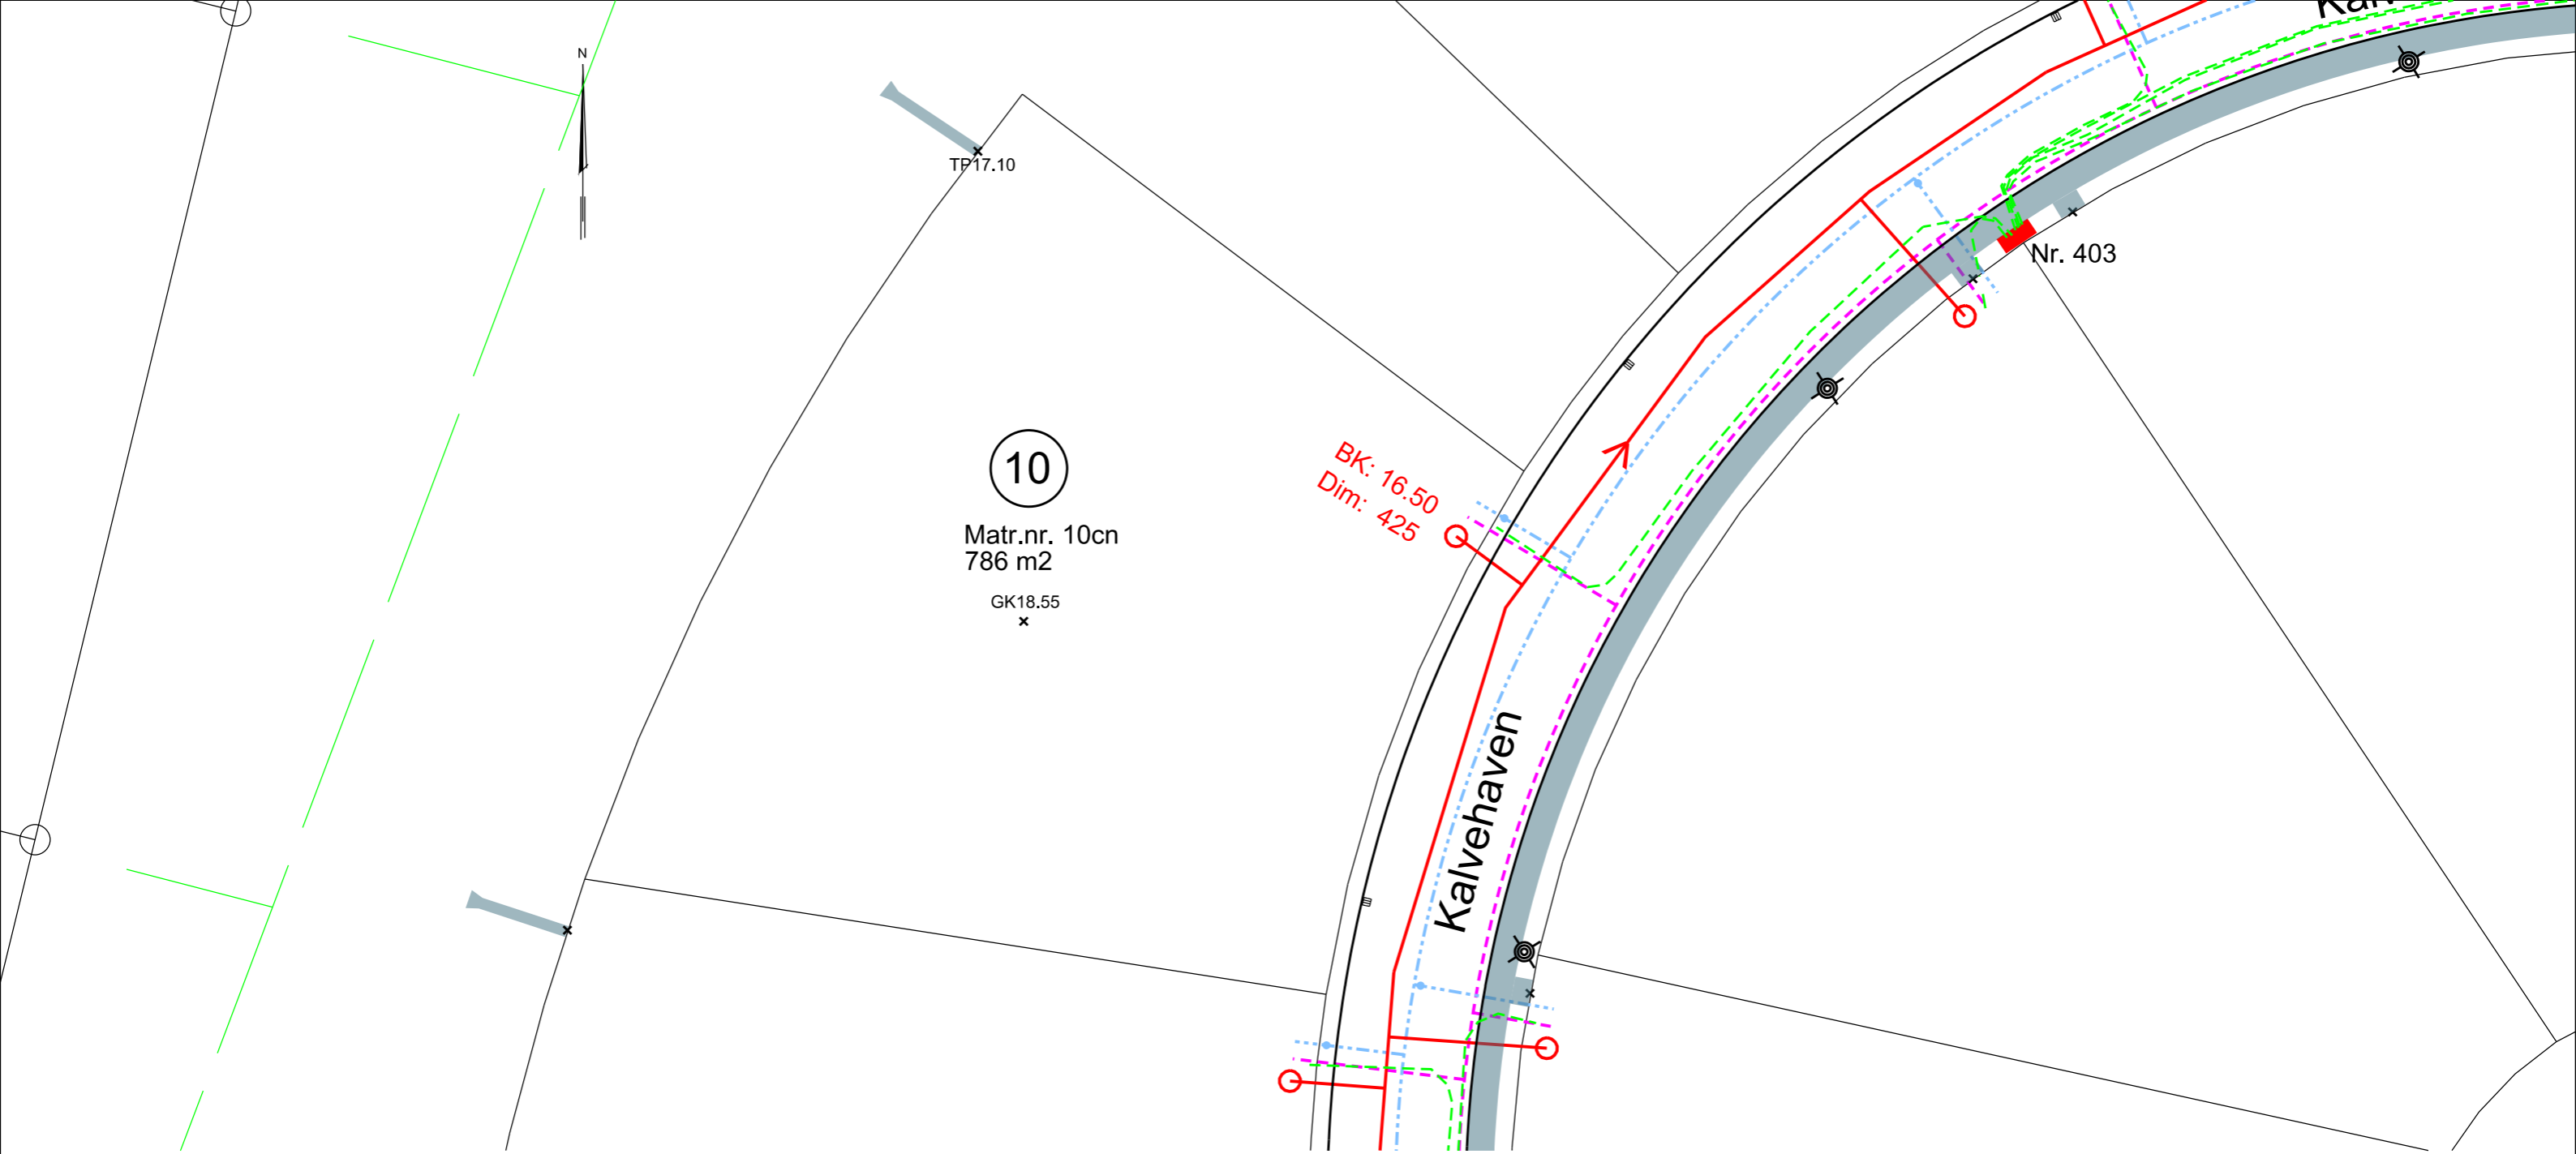 N
TP17.10
Nr. 403
BK: 16.50
Dim: 425
10
Matr.nr. 10cn
786 m2
GK18.55
Kalvehaven